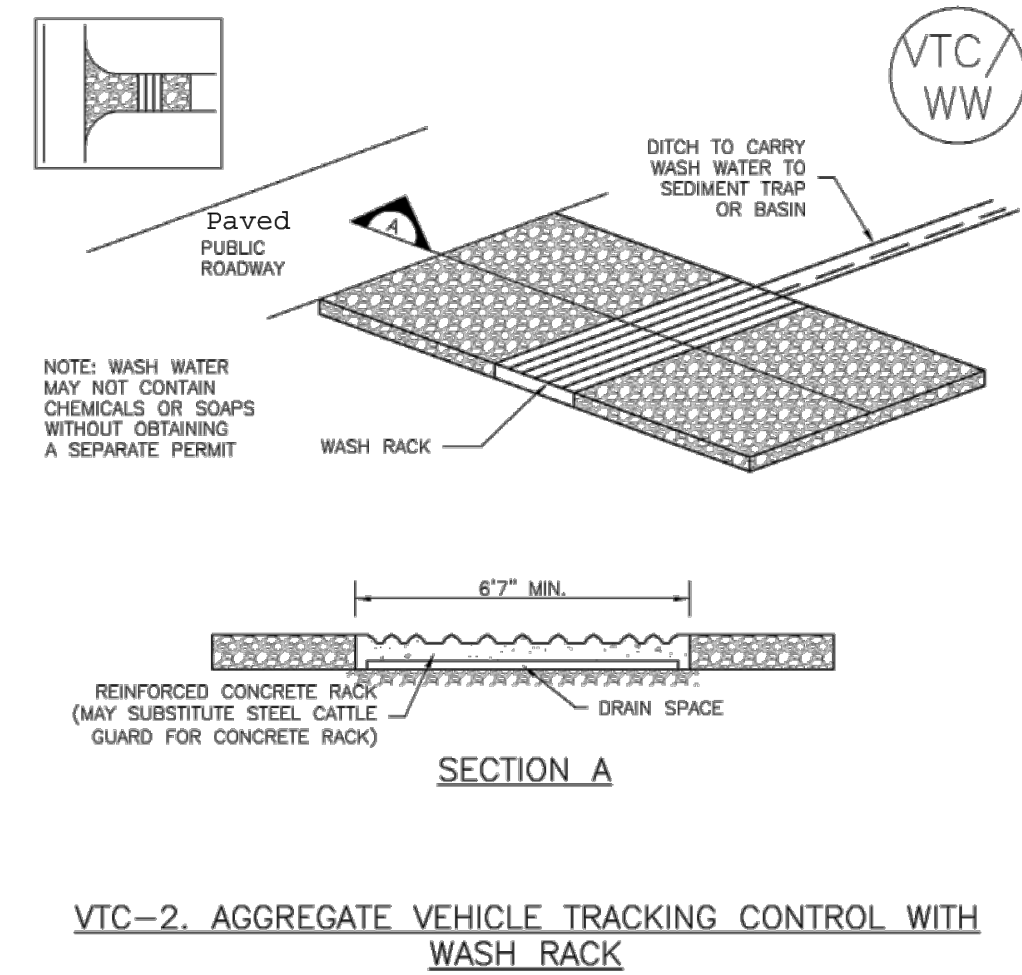 VTC/
WW
DITCH TO CARRY
WASH WATER TO
SEDIMENT TRAP
OR BASIN
Paved
PUBLIC
ROADWAY
A
NOTE: WASH WATER
MAY NOT CONTAIN
CHEMICALS OR SOAPS
WITHOUT OBTAINING
A SEPARATE PERMIT
WASH RACK
6'7" MIN.
REINFORCED CONCRETE RACK
(MAY SUBSTITUTE STEEL CATTLE
GUARD FOR CONCRETE RACK)
DRAIN SPACE
SECTION A
VTC-2. AGGREGATE VEHICLE TRACKING CONTROL WITH
WASH RACK